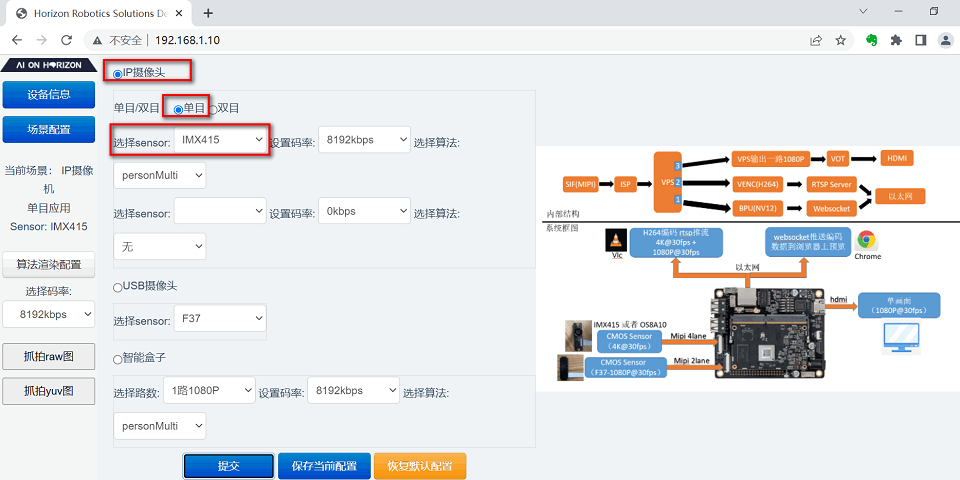 Horizon Robotics Solutions De
不安全 192.168.1.10
AI ON HORIZON
设备信息
场景配置
当前场景： IP摄像
机
单目应用
Sensor: IMX415
算法渲染配置
选择码率:
8192kbps
抓拍raw图
抓拍yuv图
IP摄像头
单目/双目 单目 双目
选择sensor: IMX415 设置码率: 8192kbps 选择算法:
personMulti
选择sensor: 设置码率: 0kbps 选择算法:
无
USB摄像头
选择sensor: F37
智能盒子
选择路数: 1路1080P 设置码率: 8192kbps 选择算法:
personMulti
提交 保存当前配置 恢复默认配置
SIF(MIPI) ISP VPS 3 2 1
VPS输出一路1080P VOT HDMI
VENC(H264) RTSP Server
BPU(NV12) Websocket
以太网
内部结构
系统框图
Vlc
H264编码 rtsp推流
4K@30fps +
1080P@30fps
websocket推送编码
数据到浏览器上预览
Chrome
以太网
hdmi
单画面
(1080P@30fps)
IMX415 或者 OS8A10
CMOS Sensor
(4K@30fps)
Mipi 4lane
CMOS Sensor
(F37-1080P@30fps)
Mipi 2lane